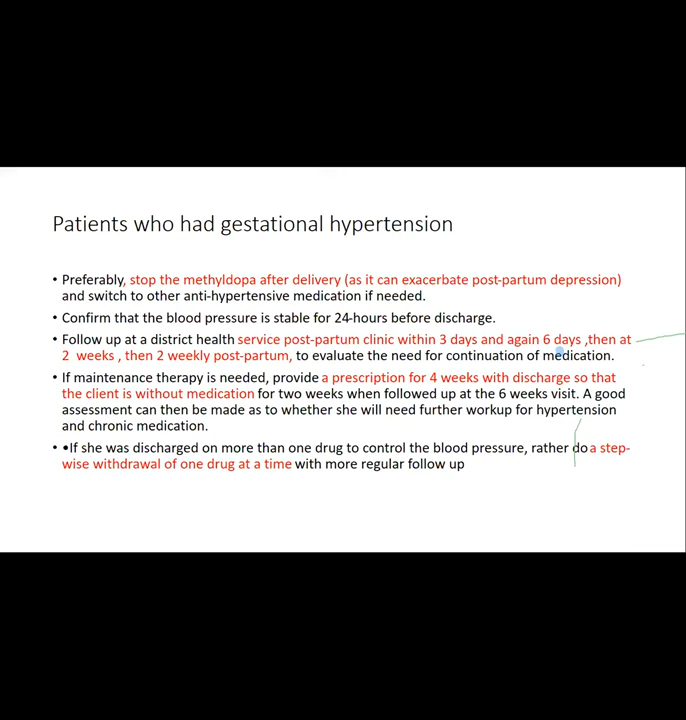 Patients who had gestational hypertension
• Preferably, stop the methyldopa after delivery (as it can exacerbate post-partum depression)
and switch to other anti-hypertensive medication if needed.
• Confirm that the blood pressure is stable for 24-hours before discharge.
• Follow up at a district health service post-partum clinic within 3 days and again 6 days ,then at
2 weeks , then 2 weekly post-partum, to evaluate the need for continuation of medication.
• If maintenance therapy is needed, provide a prescription for 4 weeks with discharge so that
the client is without medication for two weeks when followed up at the 6 weeks visit. A good
assessment can then be made as to whether she will need further workup for hypertension
and chronic medication.
• •If she was discharged on more than one drug to control the blood pressure, rather do a step-
wise withdrawal of one drug at a time with more regular follow up